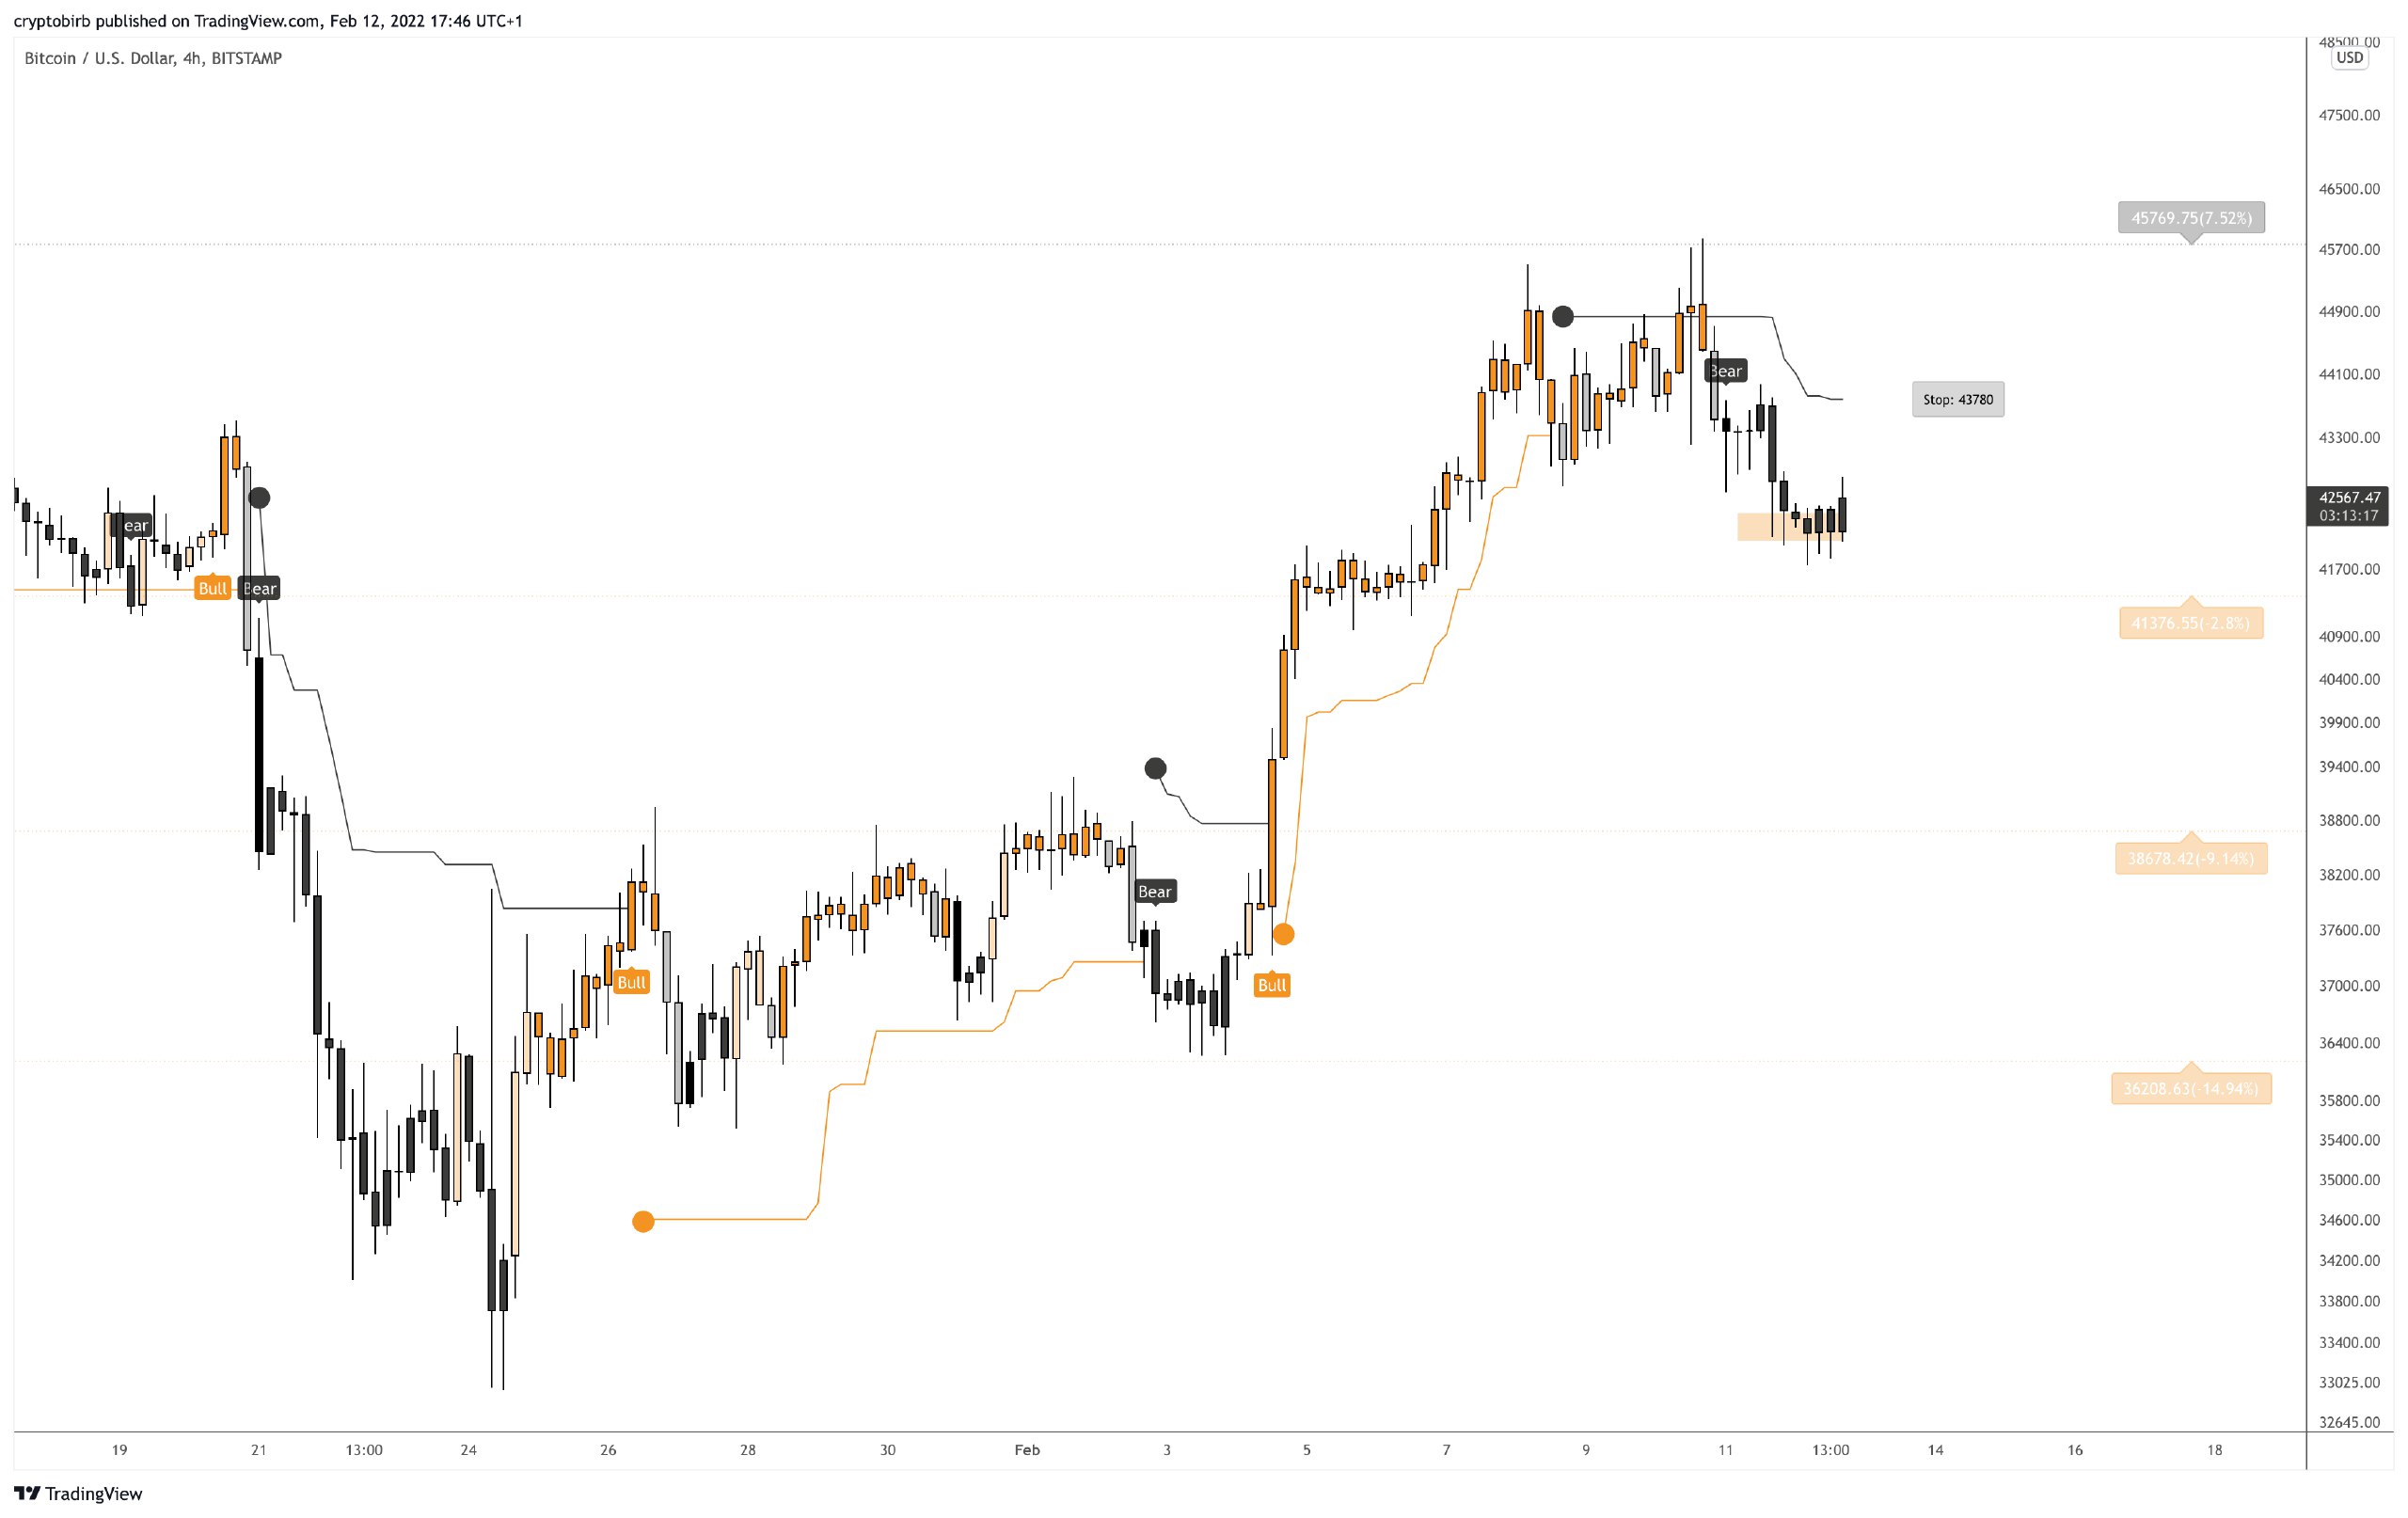 cryptobirb published on TradingView.com, Feb 12, 2022 17:46 UTC+1
Bitcoin / U.S. Dollar, 4h, BITSTAMP
48500.00
USD
47500.00
46500.00
45769.75(7.52%)
45700.00
44900.00
Bear
44100.00
Stop: 43780
43300.00
42567.47
03:13:17
ear
41700.00
Bull
Bear
41376.55(-2.8%)
40900.00
40400.00
39900.00
39400.00
38800.00
38678.42(-9.14%)
38200.00
Bear
37600.00
Bull
Bull
37000.00
36400.00
36208.63(-14.94%)
35800.00
35400.00
35000.00
34600.00
34200.00
33800.00
33400.00
33025.00
32645.00
19 21 13:00 24 26 28 30 Feb 3 5 7 9 11 13:00 14 16 18
TradingView